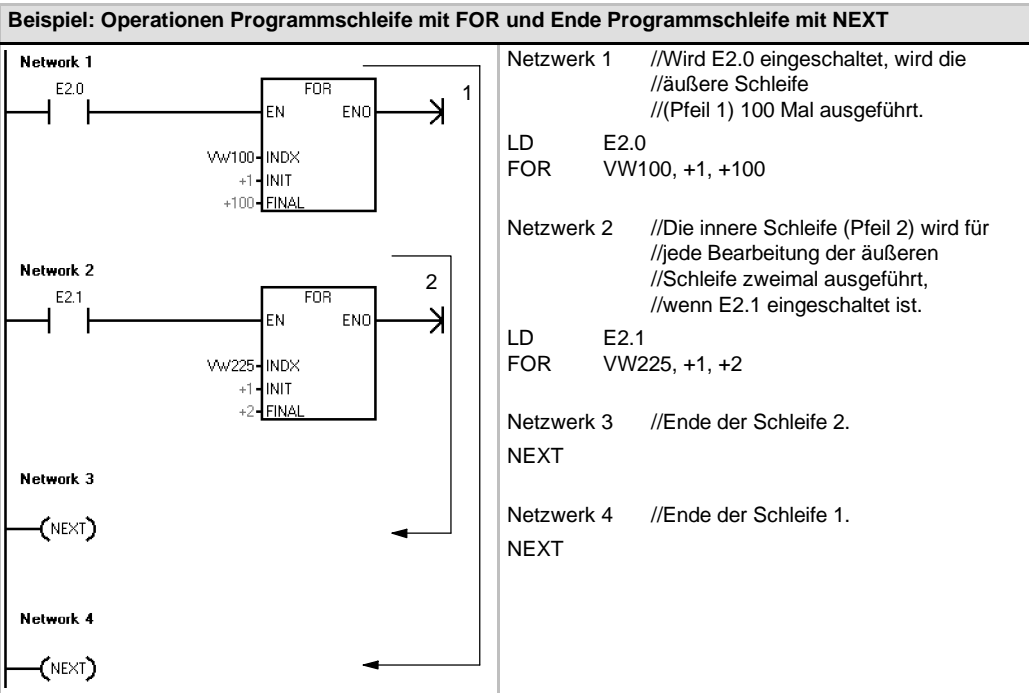 Beispiel: Operationen Programmschleife mit FOR und Ende Programmschleife mit NEXT
Network 1
E2.0
FOR
EN ENO
1
VW100 INDX
+1 INIT
+100 FINAL
Network 2
E2.1
FOR
EN ENO
2
VW225 INDX
+1 INIT
+2 FINAL
Network 3
(NEXT)
Network 4
(NEXT)
Netzwerk 1 //Wird E2.0 eingeschaltet, wird die
//äußere Schleife
//(Pfeil 1) 100 Mal ausgeführt.
LD E2.0
FOR VW100, +1, +100
Netzwerk 2 //Die innere Schleife (Pfeil 2) wird für
//jede Bearbeitung der äußeren
//Schleife zweimal ausgeführt,
//wenn E2.1 eingeschaltet ist.
LD E2.1
FOR VW225, +1, +2
Netzwerk 3 //Ende der Schleife 2.
NEXT
Netzwerk 4 //Ende der Schleife 1.
NEXT